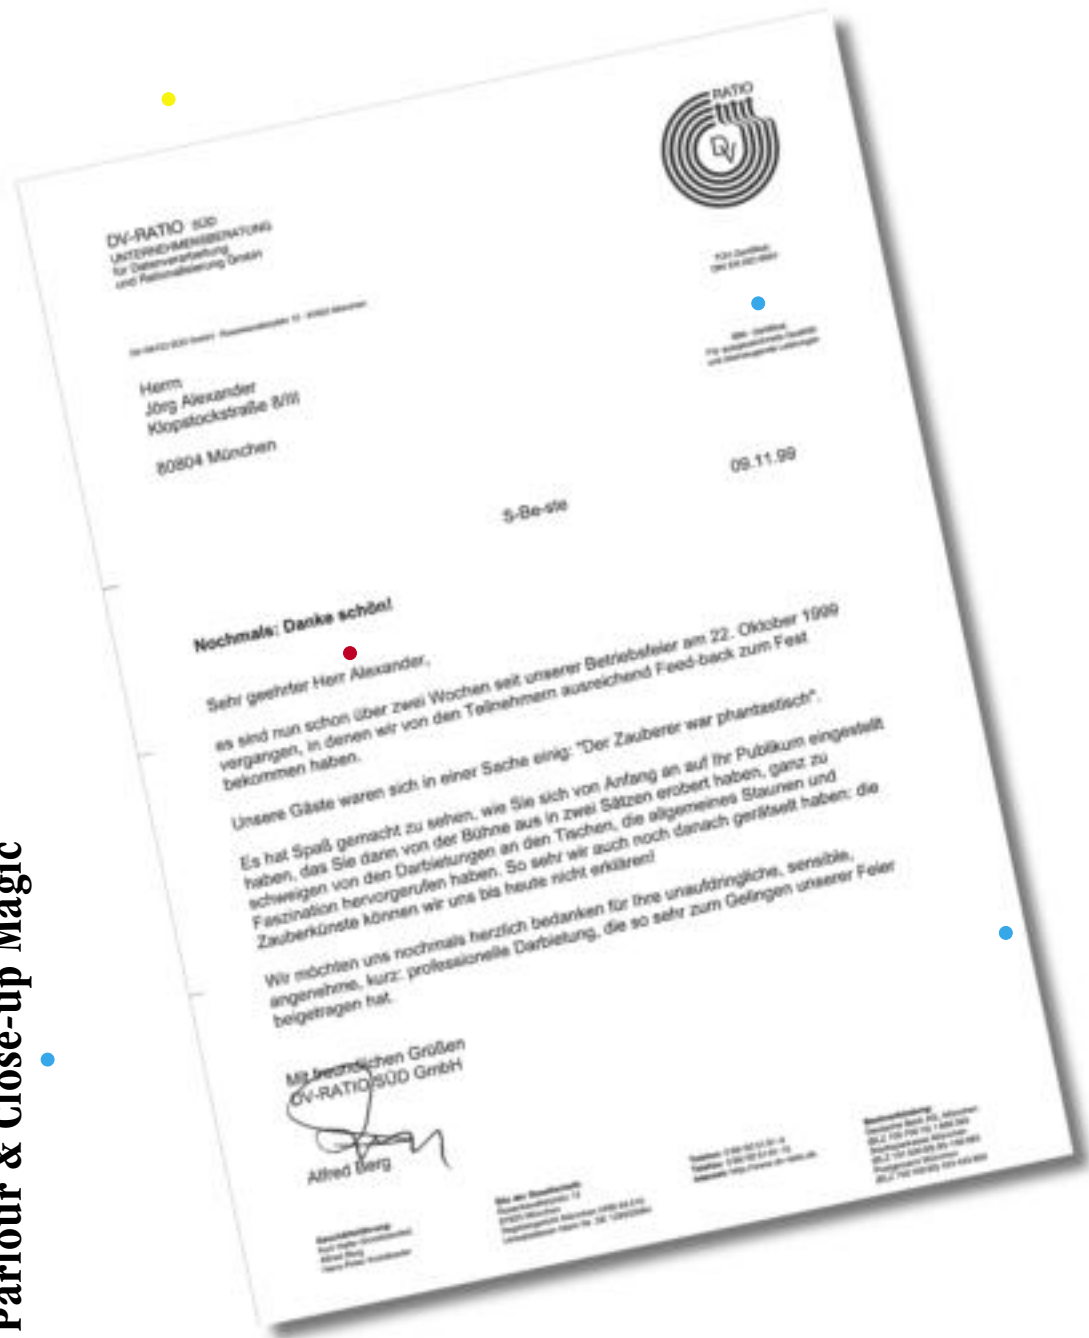 RATIO
DV
DV-RATIO SÜD
UNTERNEHMENSBERATUNG
für Datenverarbeitung
und Rationalisierung GmbH
Herrn
Jörg Alexander
Klopstockstraße 8/III
80804 München
09.11.99
S-Be-ste
Nochmals: Danke schön!
Sehr geehrter Herr Alexander,
es sind nun schon über zwei Wochen seit unserer Betriebsfeier am 22. Oktober 1999
vergangen, in denen wir von den Teilnehmern ausreichend Feed-back zum Fest
bekommen haben.
Unsere Gäste waren sich in einer Sache einig: "Der Zauberer war phantastisch".
Es hat Spaß gemacht zu sehen, wie Sie sich von Anfang an auf Ihr Publikum eingestellt
haben, das Sie dann von der Bühne aus in zwei Sätzen erobert haben, ganz zu
schweigen von den Darbietungen an den Tischen, die allgemeines Staunen und
Faszination hervorgerufen haben. So sehr wir auch noch danach gerätselt haben: die
Zauberkünste können wir uns bis heute nicht erklären!
Wir möchten uns nochmals herzlich bedanken für Ihre unaufdringliche, sensible,
angenehme, kurz: professionelle Darbietung, die so sehr zum Gelingen unserer Feier
beigetragen hat.
Mit freundlichen Grüßen
DV-RATIO SÜD GmbH
Alfred Berg
Parlour & Close-up Magic